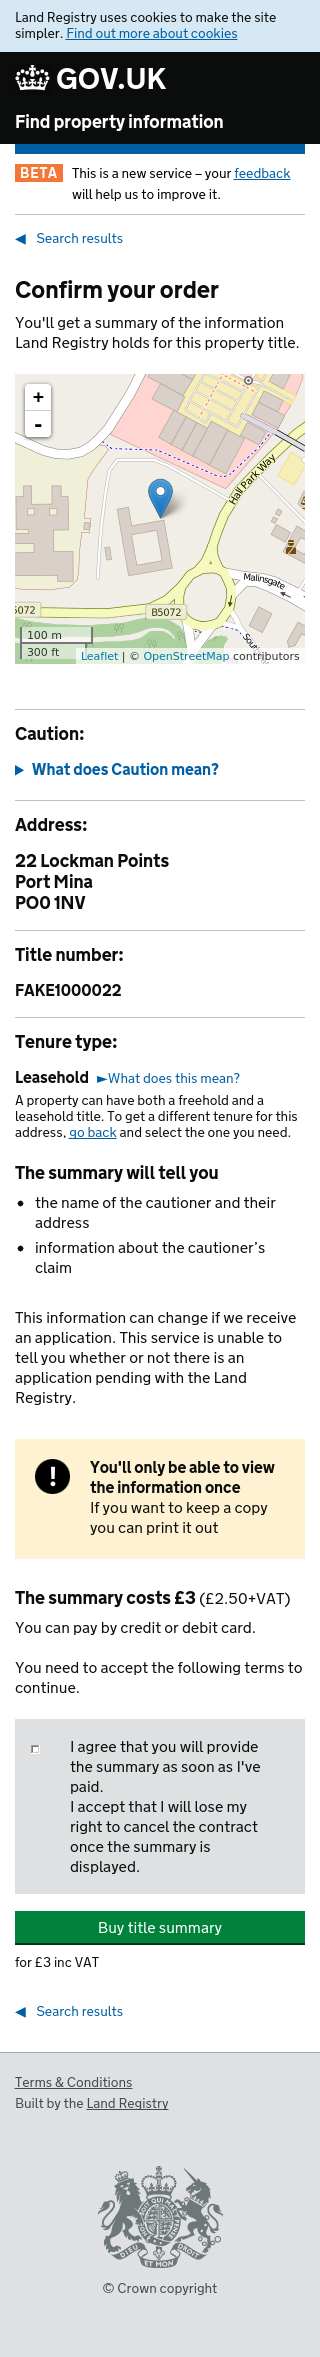 Land Registry uses cookies to make the site
simpler. Find out more about cookies
GOV.UK
Find property information
BETA
This is a new service – your feedback
will help us to improve it.
◀ Search results
Confirm your order
You'll get a summary of the information
Land Registry holds for this property title.
+
-
Hall Park Way
Malinsgate
5072
B5072
100 m
300 ft
Leaflet | © OpenStreetMap contributors
Caution:
▶ What does Caution mean?
Address:
22 Lockman Points
Port Mina
PO0 1NV
Title number:
FAKE1000022
Tenure type:
Leasehold ►What does this mean?
A property can have both a freehold and a
leasehold title. To get a different tenure for this
address, go back and select the one you need.
The summary will tell you
• the name of the cautioner and their
address
• information about the cautioner’s
claim
This information can change if we receive
an application. This service is unable to
tell you whether or not there is an
application pending with the Land
Registry.
You'll only be able to view
the information once
If you want to keep a copy
you can print it out
The summary costs £3 (£2.50+VAT)
You can pay by credit or debit card.
You need to accept the following terms to
continue.
I agree that you will provide
the summary as soon as I've
paid.
I accept that I will lose my
right to cancel the contract
once the summary is
displayed.
Buy title summary
for £3 inc VAT
◀ Search results
Terms & Conditions
Built by the Land Registry
DIEU ET MON
© Crown copyright